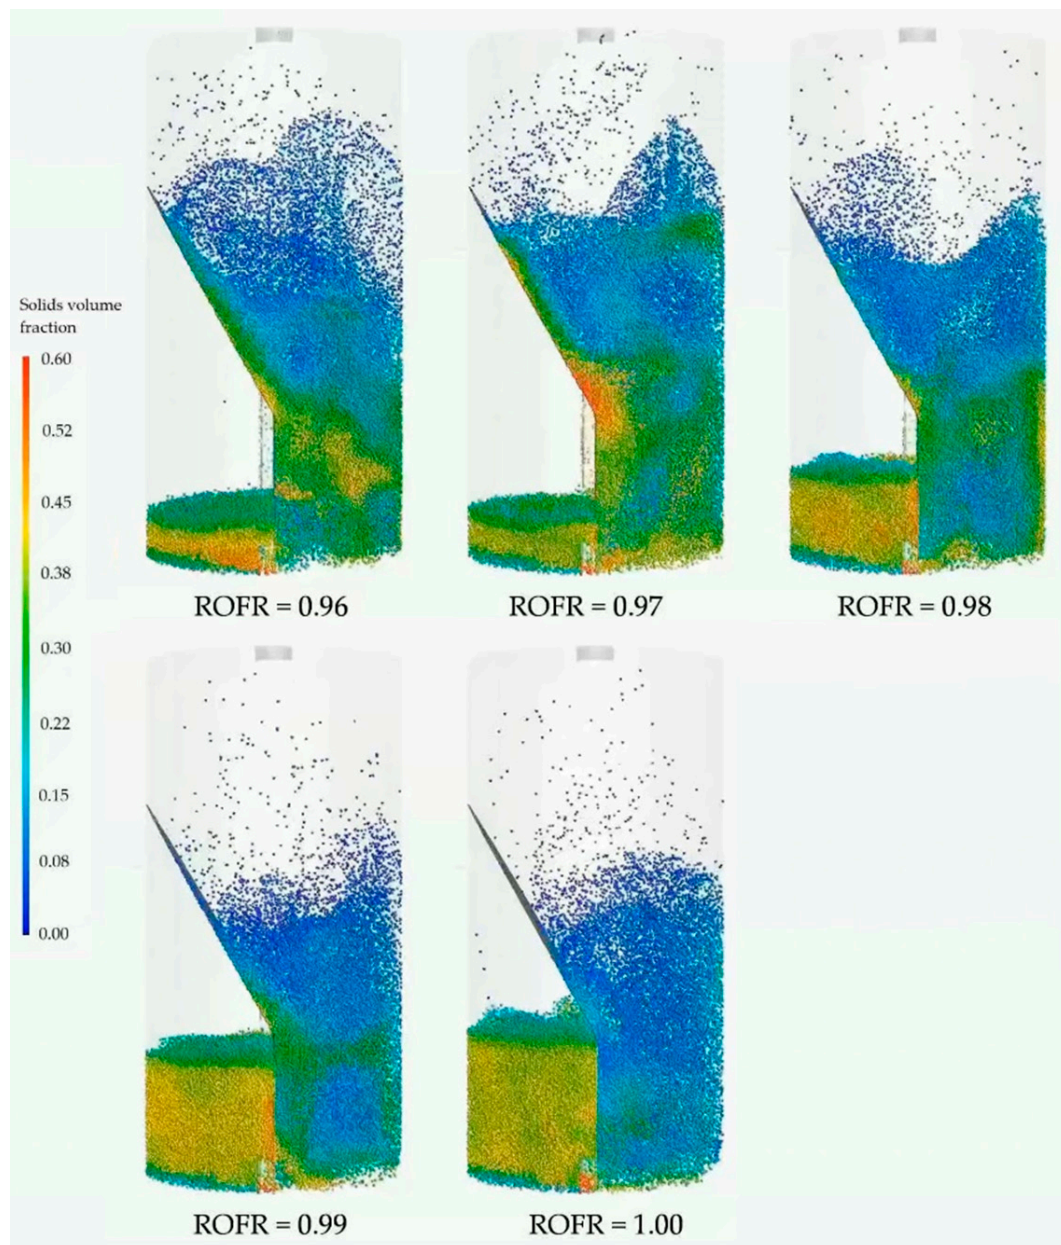 ROFR = 0.96
ROFR = 0.97
ROFR = 0.98
Solids volume
fraction
0.60
0.52
0.45
0.38
0.30
0.22
0.15
0.08
0.00
ROFR = 0.99
ROFR = 1.00